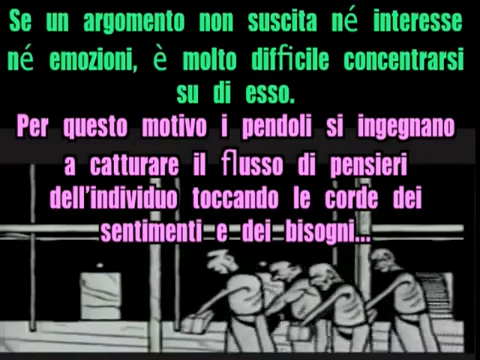 Se un argomento non suscita né interesse
né emozioni, è molto difficile concentrarsi
su di esso.
Per questo motivo i pendoli si ingegnano
a catturare il flusso di pensieri
dell'individuo toccando le corde dei
sentimenti e dei bisogni...